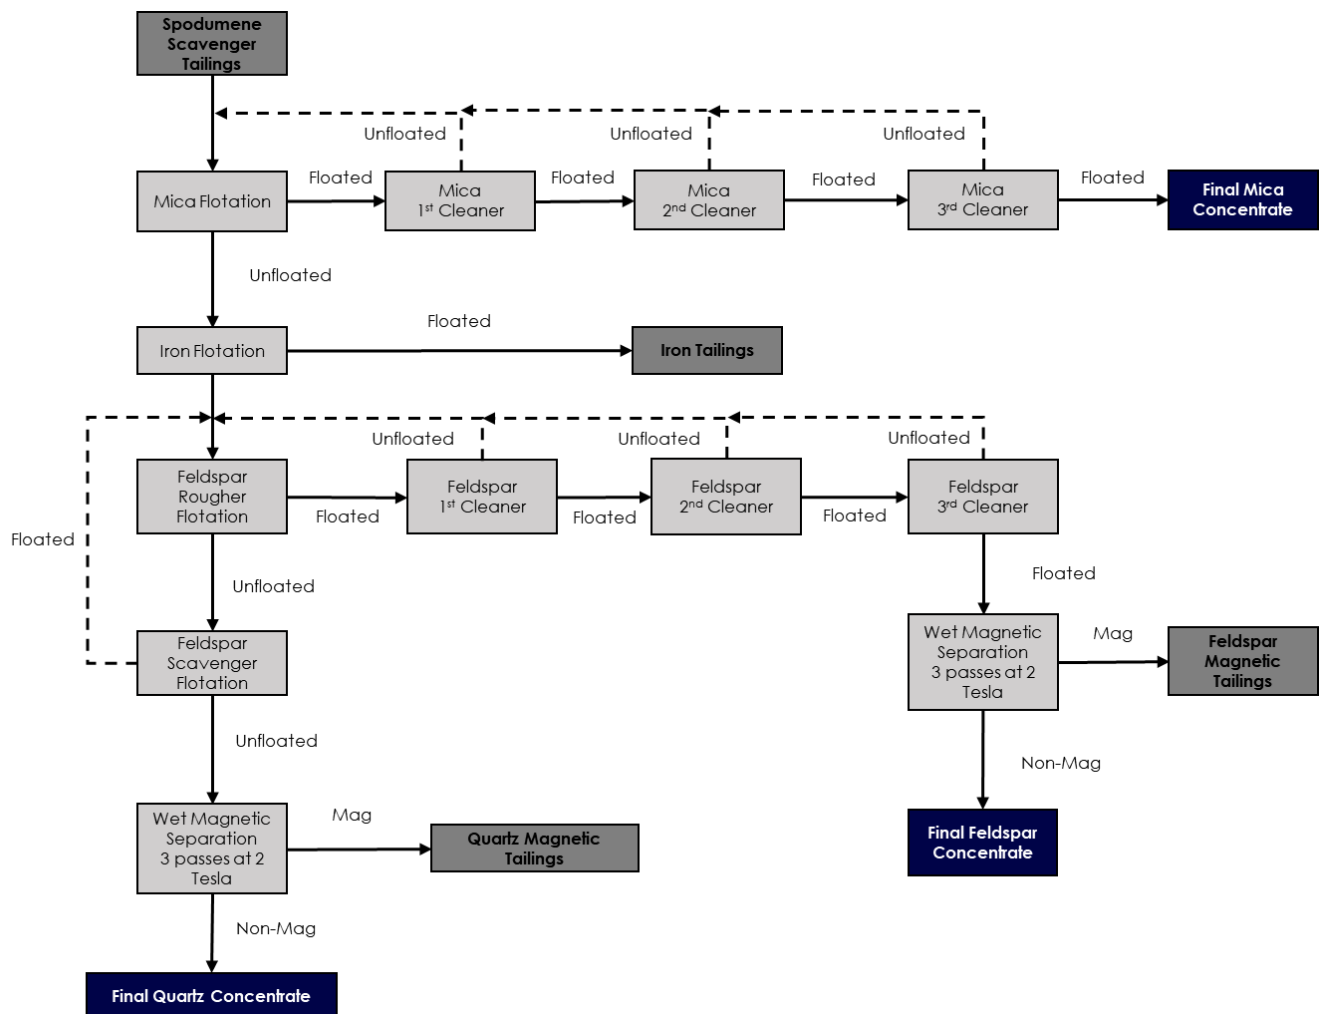 Spodumene
Scavenger
Tailings
Unfloated
Unfloated
Unfloated
Mica Flotation
Floated
Mica
1st Cleaner
Floated
Mica
2nd Cleaner
Floated
Mica
3rd Cleaner
Floated
Final Mica
Concentrate
Unfloated
Iron Flotation
Floated
Iron Tailings
Unfloated
Unfloated
Unfloated
Feldspar
Rougher
Flotation
Floated
Feldspar
1st Cleaner
Floated
Feldspar
2nd Cleaner
Floated
Feldspar
3rd Cleaner
Floated
Unfloated
Floated
Feldspar
Scavenger
Flotation
Wet Magnetic
Separation
3 passes at 2
Tesla
Mag
Feldspar
Magnetic
Tailings
Unfloated
Non-Mag
Wet Magnetic
Separation
3 passes at 2
Tesla
Mag
Quartz Magnetic
Tailings
Final Feldspar
Concentrate
Non-Mag
Final Quartz Concentrate